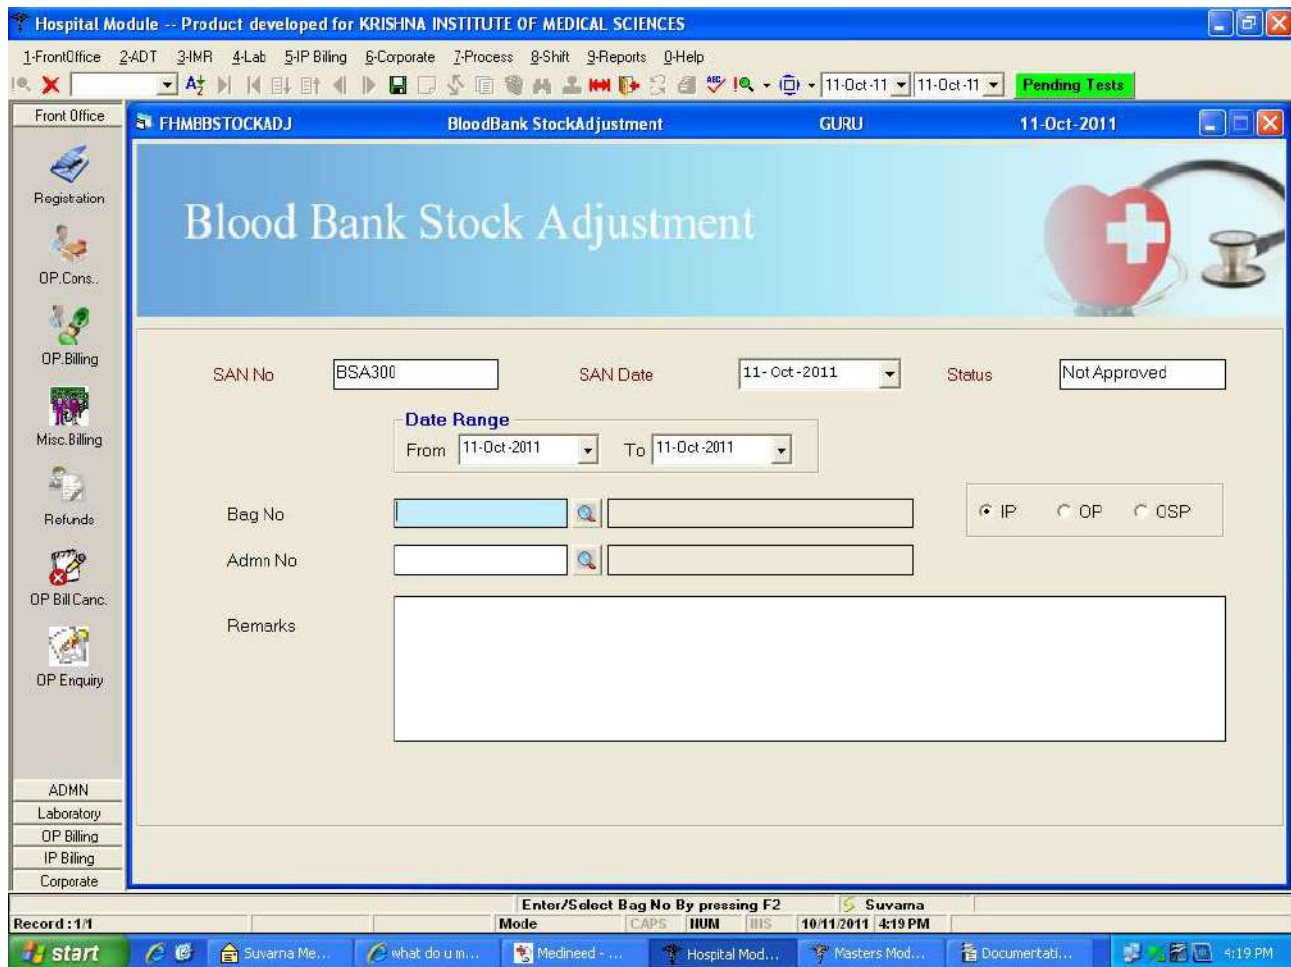 Hospital Module -- Product developed for KRISHNA INSTITUTE OF MEDICAL SCIENCES
1-FrontOffice 2-ADT 3-IMR 4-Lab 5-IP Billing 6-Corporate 7-Process 8-Shift 9-Reports 0-Help
11-Oct-11 11-Oct-11 Pending Tests
Front Office
FHMBBSTOCKADJ BloodBank StockAdjustment GURU 11-Oct-2011
Blood Bank Stock Adjustment
Registration
OP.Cons..
OP.Billing
Misc.Billing
Refunds
OP Bill Canc.
OP Enquiry
ADMN
Laboratory
OP Billing
IP Billing
Corporate
SAN No BSA300 SAN Date 11-Oct-2011 Status Not Approved
Date Range
From 11-Oct-2011 To 11-Oct-2011
Bag No
IP OP OSP
Admn No
Remarks
Enter/Select Bag No By pressing F2 Suvarna
Record : 1/1 Mode CAPS NUM INS 10/11/2011 4:19 PM
start Suvarna Me... what do u m... Medineed - ... Hospital Mod... Masters Mod... Documentati... 4:19 PM